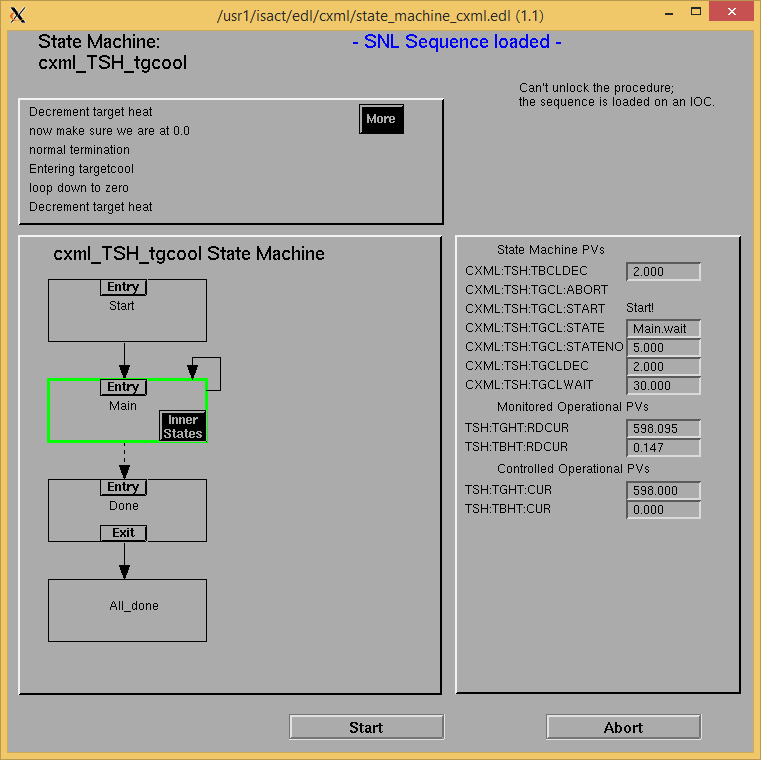 /usr1/isact/edl/cxml/state_machine_cxml.edl (1.1)
State Machine:
cxml_TSH_tgcool
- SNL Sequence loaded -
Can't unlock the procedure;
the sequence is loaded on an IOC.
Decrement target heat
now make sure we are at 0.0
normal termination
Entering targetcool
loop down to zero
Decrement target heat
More
cxml_TSH_tgcool State Machine
Entry
Start
Entry
Main
Inner
States
Entry
Done
Exit
All_done
State Machine PVs
CXML:TSH:TBCLDEC 2.000
CXML:TSH:TGCL:ABORT
CXML:TSH:TGCL:START Start!
CXML:TSH:TGCL:STATE Main.wait
CXML:TSH:TGCL:STATENO 5.000
CXML:TSH:TGCLDEC 2.000
CXML:TSH:TGCLWAIT 30.000
Monitored Operational PVs
TSH:TGHT:RDCUR 598.095
TSH:TBHT:RDCUR 0.147
Controlled Operational PVs
TSH:TGHT:CUR 598.000
TSH:TBHT:CUR 0.000
Start
Abort